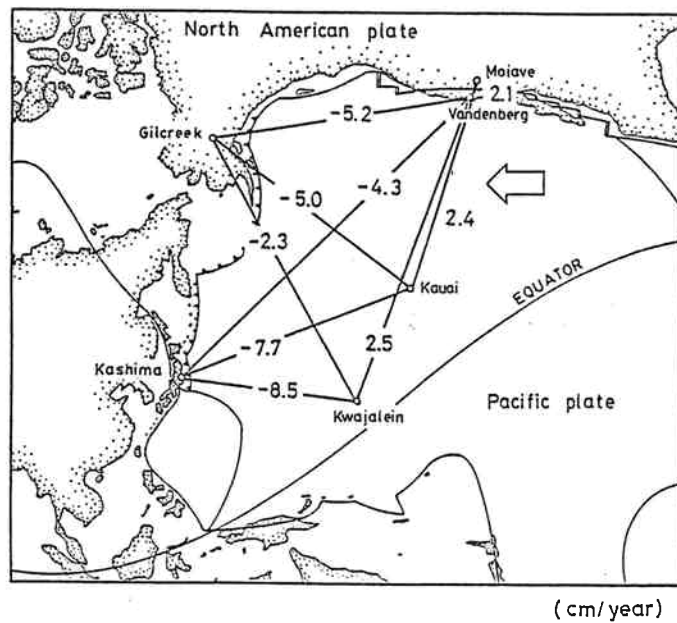 North American plate
Mojave
2.1
-5.2
Vandenberg
Gilcreek
-4.3
-5.0
2.4
-2.3
Kauai
EQUATOR
-7.7
2.5
Kashima
-8.5
Kwajalein
Pacific plate
(cm/year)